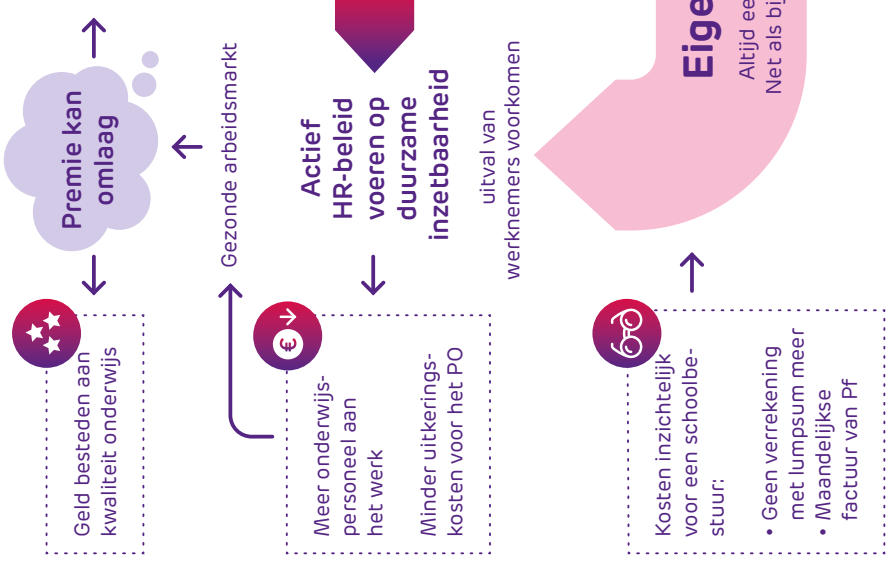 Premie kan
omlaag
Geld besteden aan
kwaliteit onderwijs
Gezonde arbeidsmarkt
Actief
HR-beleid
voeren op
duurzame
inzetbaarheid
uitval van
werknemers voorkomen
€
Meer onderwijs-
personeel aan
het werk
Minder uitkerings-
kosten voor het PO
Eige
Altijd ee
Net als bij
Kosten inzichtelijk
voor een schoolbe-
stuur:
• Geen verrekening
met lumpsum meer
• Maandelijkse
factuur van Pf